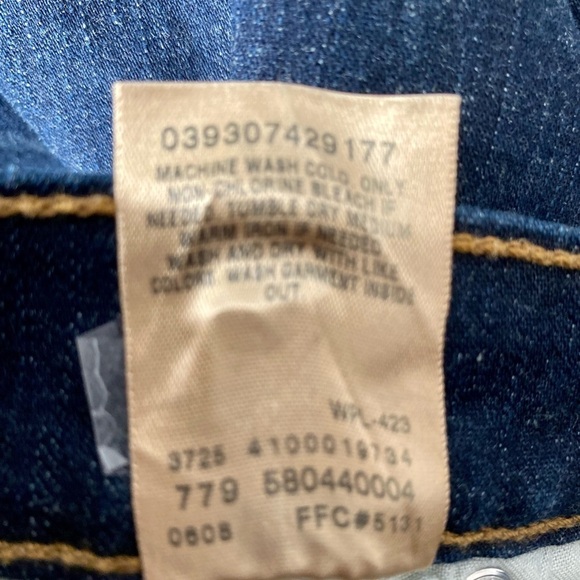 039307429177
MACHINE WASH COLD. ONLY
NON-CHLORINE BLEACH IF
NEEDED. TUMBLE DRY MEDIUM
WARM IRON IF NEEDED.
WASH AND DRY WITH LIKE
COLORS. WASH GARMENT INSIDE
OUT
WPL-423
3725 4100019734
779 580440004
0808 FFC#5131